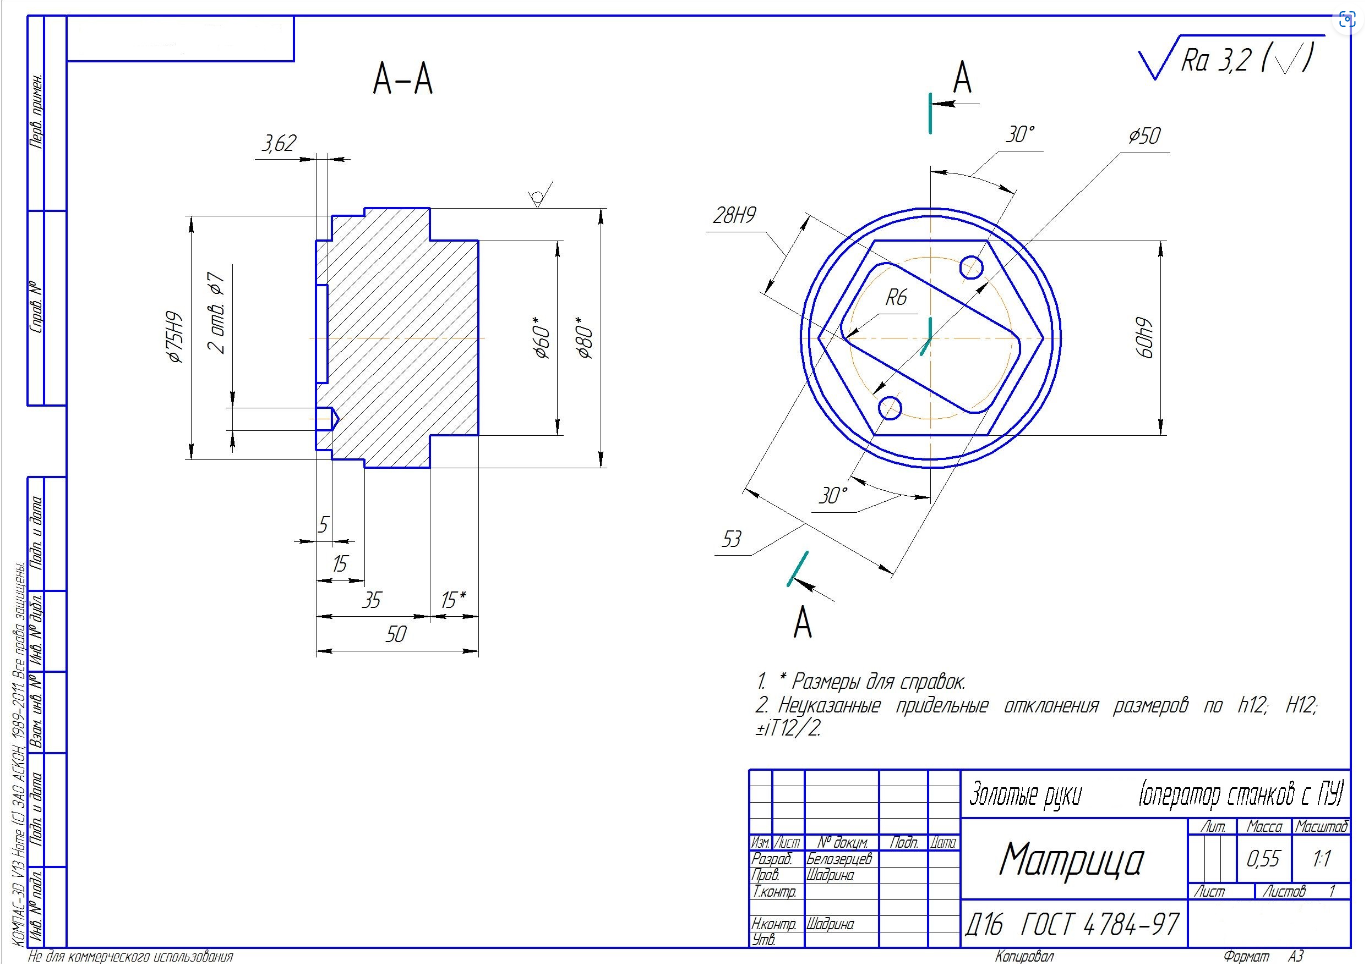 Перв. примен.
Справ. №
Подп. и дата
Инв. № дубл.
Взам. инв. №
Подп. и дата
Инв. № подл.
КОМПАС-3D V13 Home (C) ЗАО АСКОН, 1989-2011. Все права защищены.
А-А
3,62
⌀75H9
2 отв. ⌀7
⌀60*
⌀80*
5
15
35
15*
50
Ra 3,2 (√)
А
30°
⌀50
28H9
R6
60h9
30°
53
А
1. * Размеры для справок.
2. Неуказанные придельные отклонения размеров по h12; H12;
±iT12/2.
Золотые руки (оператор станков с ПУ)
Изм. Лист № докум. Подп. Дата
Разраб. Белозерцев
Пров. Шадрина
Т.контр.
Н.контр. Шадрина
Утв.
Матрица
Лит. Масса Масштаб
0,55 1:1
Лист Листов 1
Д16 ГОСТ 4784-97
Не для коммерческого использования
Копировал
Формат А3